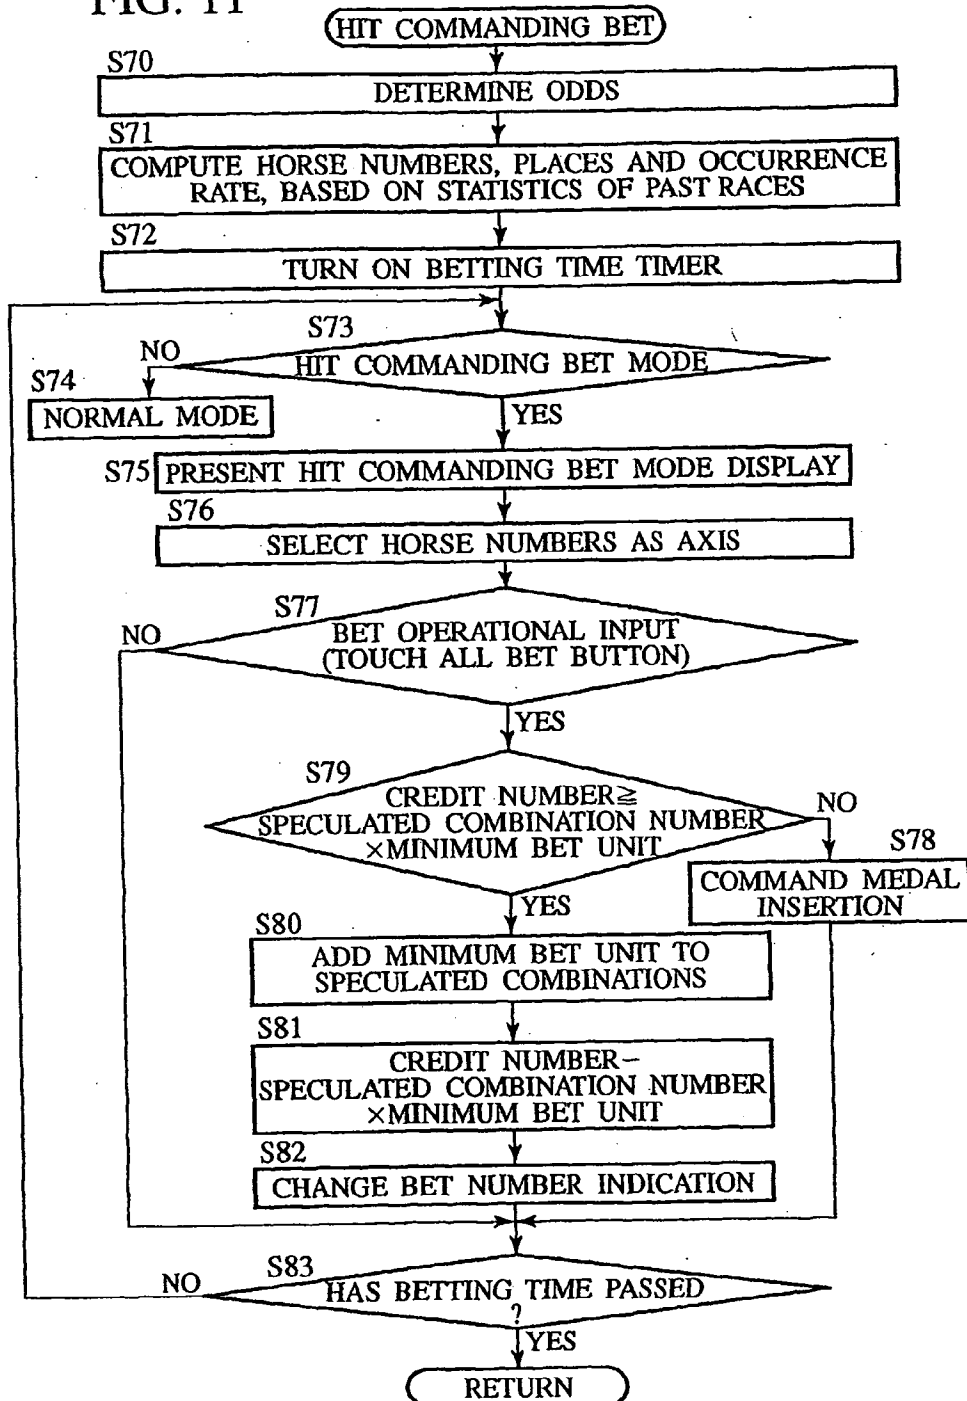 FIG. 11
HIT COMMANDING BET
S70
DETERMINE ODDS
S71
COMPUTE HORSE NUMBERS, PLACES AND OCCURRENCE
RATE, BASED ON STATISTICS OF PAST RACES
S72
TURN ON BETTING TIME TIMER
S73
HIT COMMANDING BET MODE
NO
S74
NORMAL MODE
YES
S75
PRESENT HIT COMMANDING BET MODE DISPLAY
S76
SELECT HORSE NUMBERS AS AXIS
S77
NO
BET OPERATIONAL INPUT
(TOUCH ALL BET BUTTON)
YES
S79
CREDIT NUMBER≧
SPECULATED COMBINATION NUMBER
×MINIMUM BET UNIT
NO
S78
COMMAND MEDAL
INSERTION
YES
S80
ADD MINIMUM BET UNIT TO
SPECULATED COMBINATIONS
S81
CREDIT NUMBER−
SPECULATED COMBINATION NUMBER
×MINIMUM BET UNIT
S82
CHANGE BET NUMBER INDICATION
S83
NO
HAS BETTING TIME PASSED
?
YES
RETURN